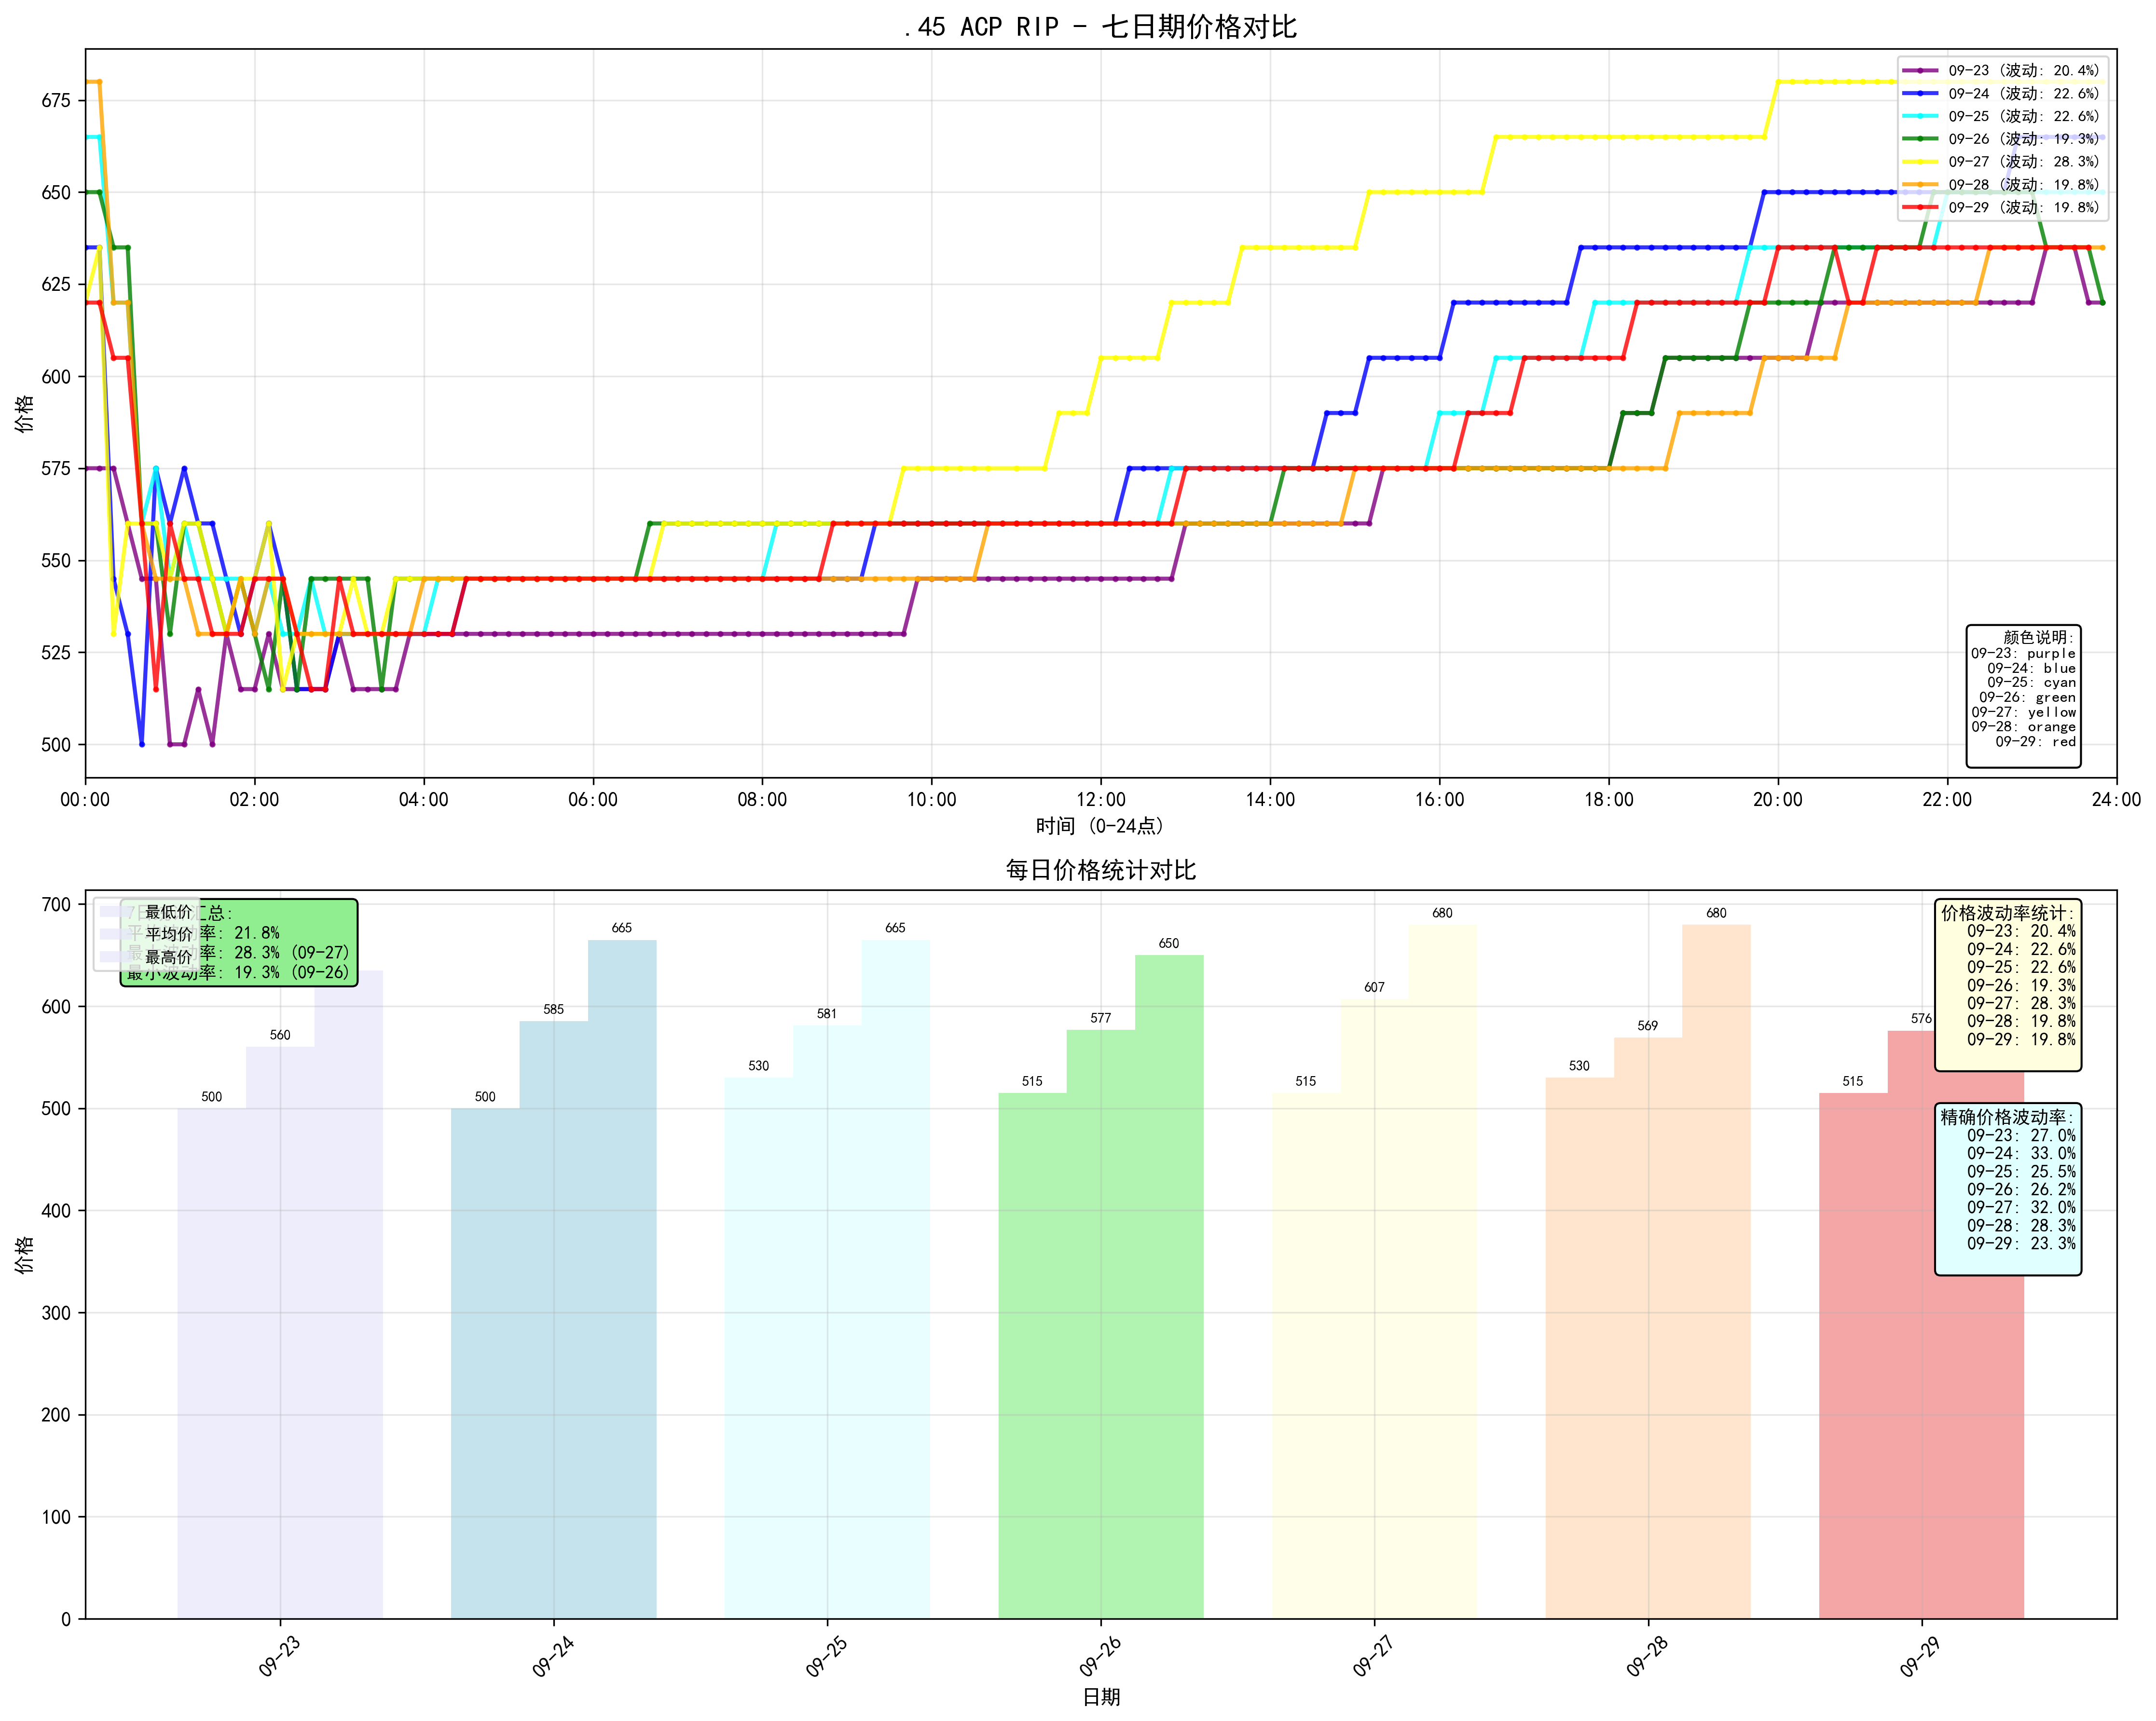 .45 ACP RIP - 七日期价格对比
675
650
625
600
575
550
525
500
价格
09-23 (波动: 20.4%)
09-24 (波动: 22.6%)
09-25 (波动: 22.6%)
09-26 (波动: 19.3%)
09-27 (波动: 28.3%)
09-28 (波动: 19.8%)
09-29 (波动: 19.8%)
颜色说明:
09-23: purple
09-24: blue
09-25: cyan
09-26: green
09-27: yellow
09-28: orange
09-29: red
00:00 02:00 04:00 06:00 08:00 10:00 12:00 14:00 16:00 18:00 20:00 22:00 24:00
时间 (0-24点)
每日价格统计对比
700
600
500
400
300
200
100
0
价格
最低价
平均价
最高价
汇总:
率: 21.8%
率: 28.3% (09-27)
最小波动率: 19.3% (09-26)
500 560
500 585 665
530 581 665
515 577 650
515 607 680
530 569 680
515 576
价格波动率统计:
09-23: 20.4%
09-24: 22.6%
09-25: 22.6%
09-26: 19.3%
09-27: 28.3%
09-28: 19.8%
09-29: 19.8%
精确价格波动率:
09-23: 27.0%
09-24: 33.0%
09-25: 25.5%
09-26: 26.2%
09-27: 32.0%
09-28: 28.3%
09-29: 23.3%
09-23 09-24 09-25 09-26 09-27 09-28 09-29
日期